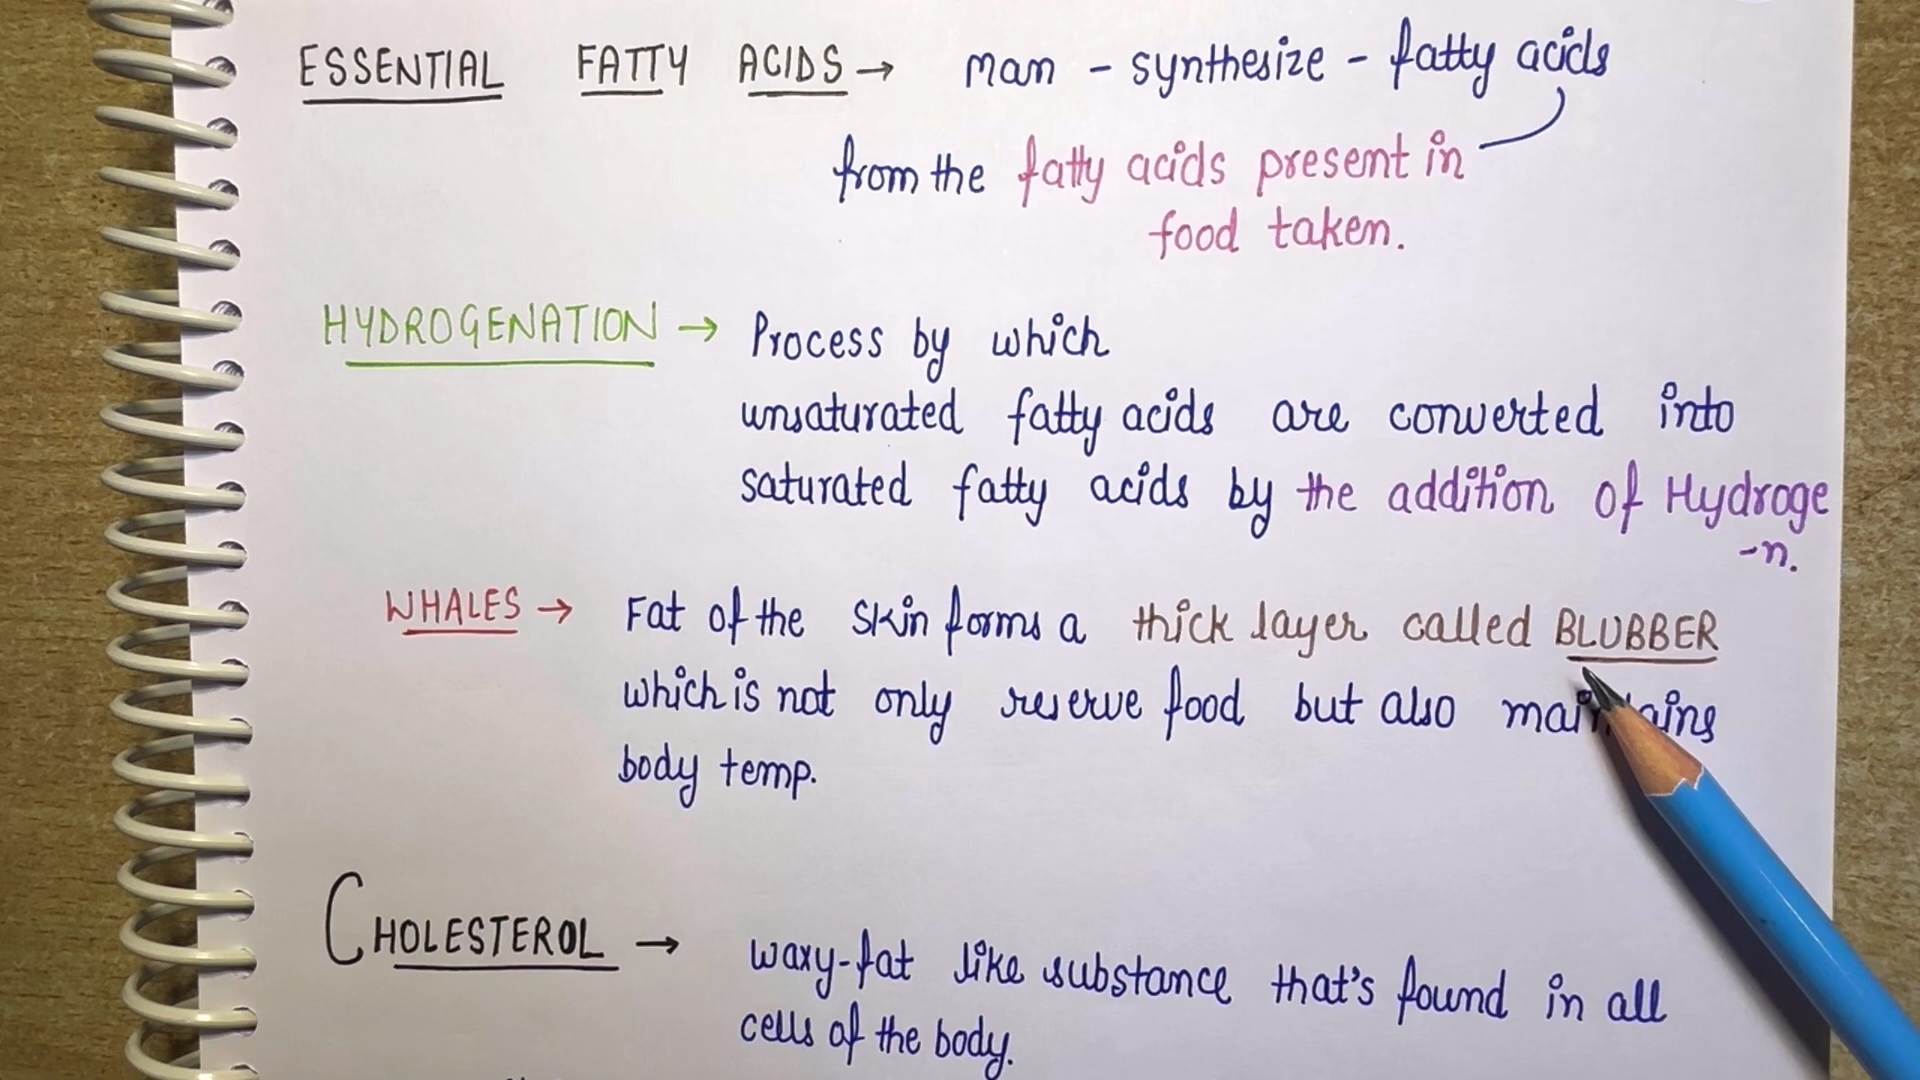 ESSENTIAL FATTY ACIDS → man - synthesize - fatty acids
from the fatty acids present in
food taken.
HYDROGENATION → Process by which
unsaturated fatty acids are converted into
saturated fatty acids by the addition of Hydroge
-n.
WHALES → Fat of the skin forms a thick layer called BLUBBER
which is not only reserve food but also maintains
body temp.
CHOLESTEROL → waxy-fat like substance that's found in all
cells of the body.